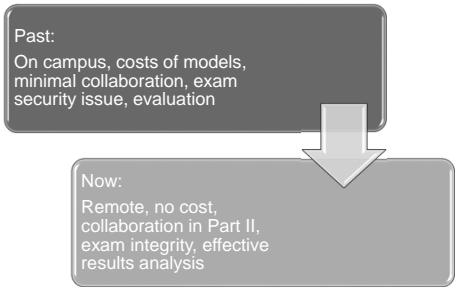 Past:
On campus, costs of models,
minimal collaboration, exam
security issue, evaluation
Now:
Remote, no cost,
collaboration in Part II,
exam integrity, effective
results analysis